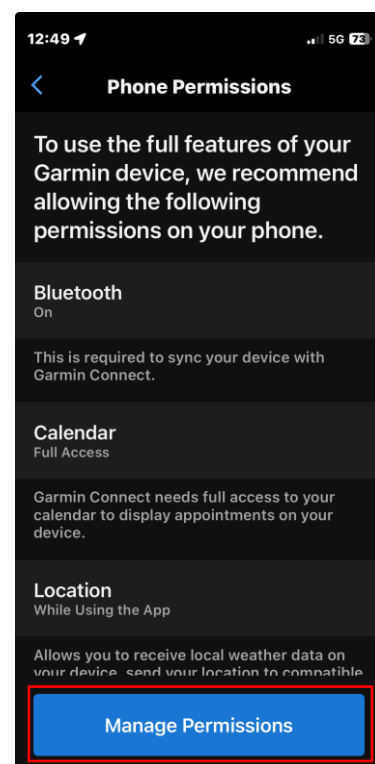 12:49 5G 73
Phone Permissions
To use the full features of your
Garmin device, we recommend
allowing the following
permissions on your phone.
Bluetooth
On
This is required to sync your device with
Garmin Connect.
Calendar
Full Access
Garmin Connect needs full access to your
calendar to display appointments on your
device.
Location
While Using the App
Allows you to receive local weather data on
your device, send your location to compatible
Manage Permissions